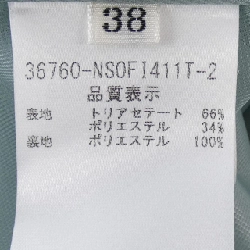 38
36760-NSOFI411T-2
品質表示
表地 トリアセテート 66%
ポリエステル 34%
裏地 ポリエステル 100%